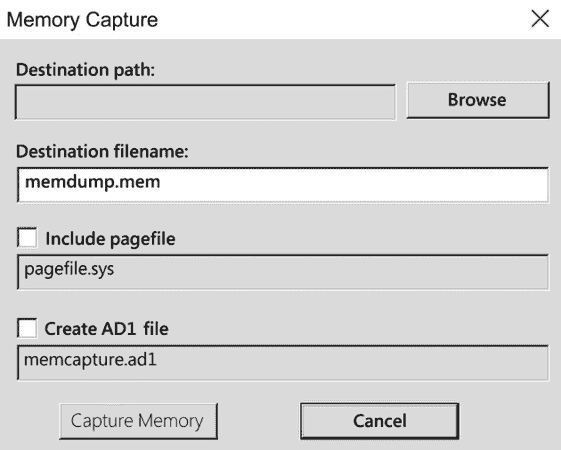 Memory Capture
Destination path:
Browse
Destination filename:
memdump.mem
Include pagefile
pagefile.sys
Create AD1 file
memcapture.ad1
Capture Memory
Cancel